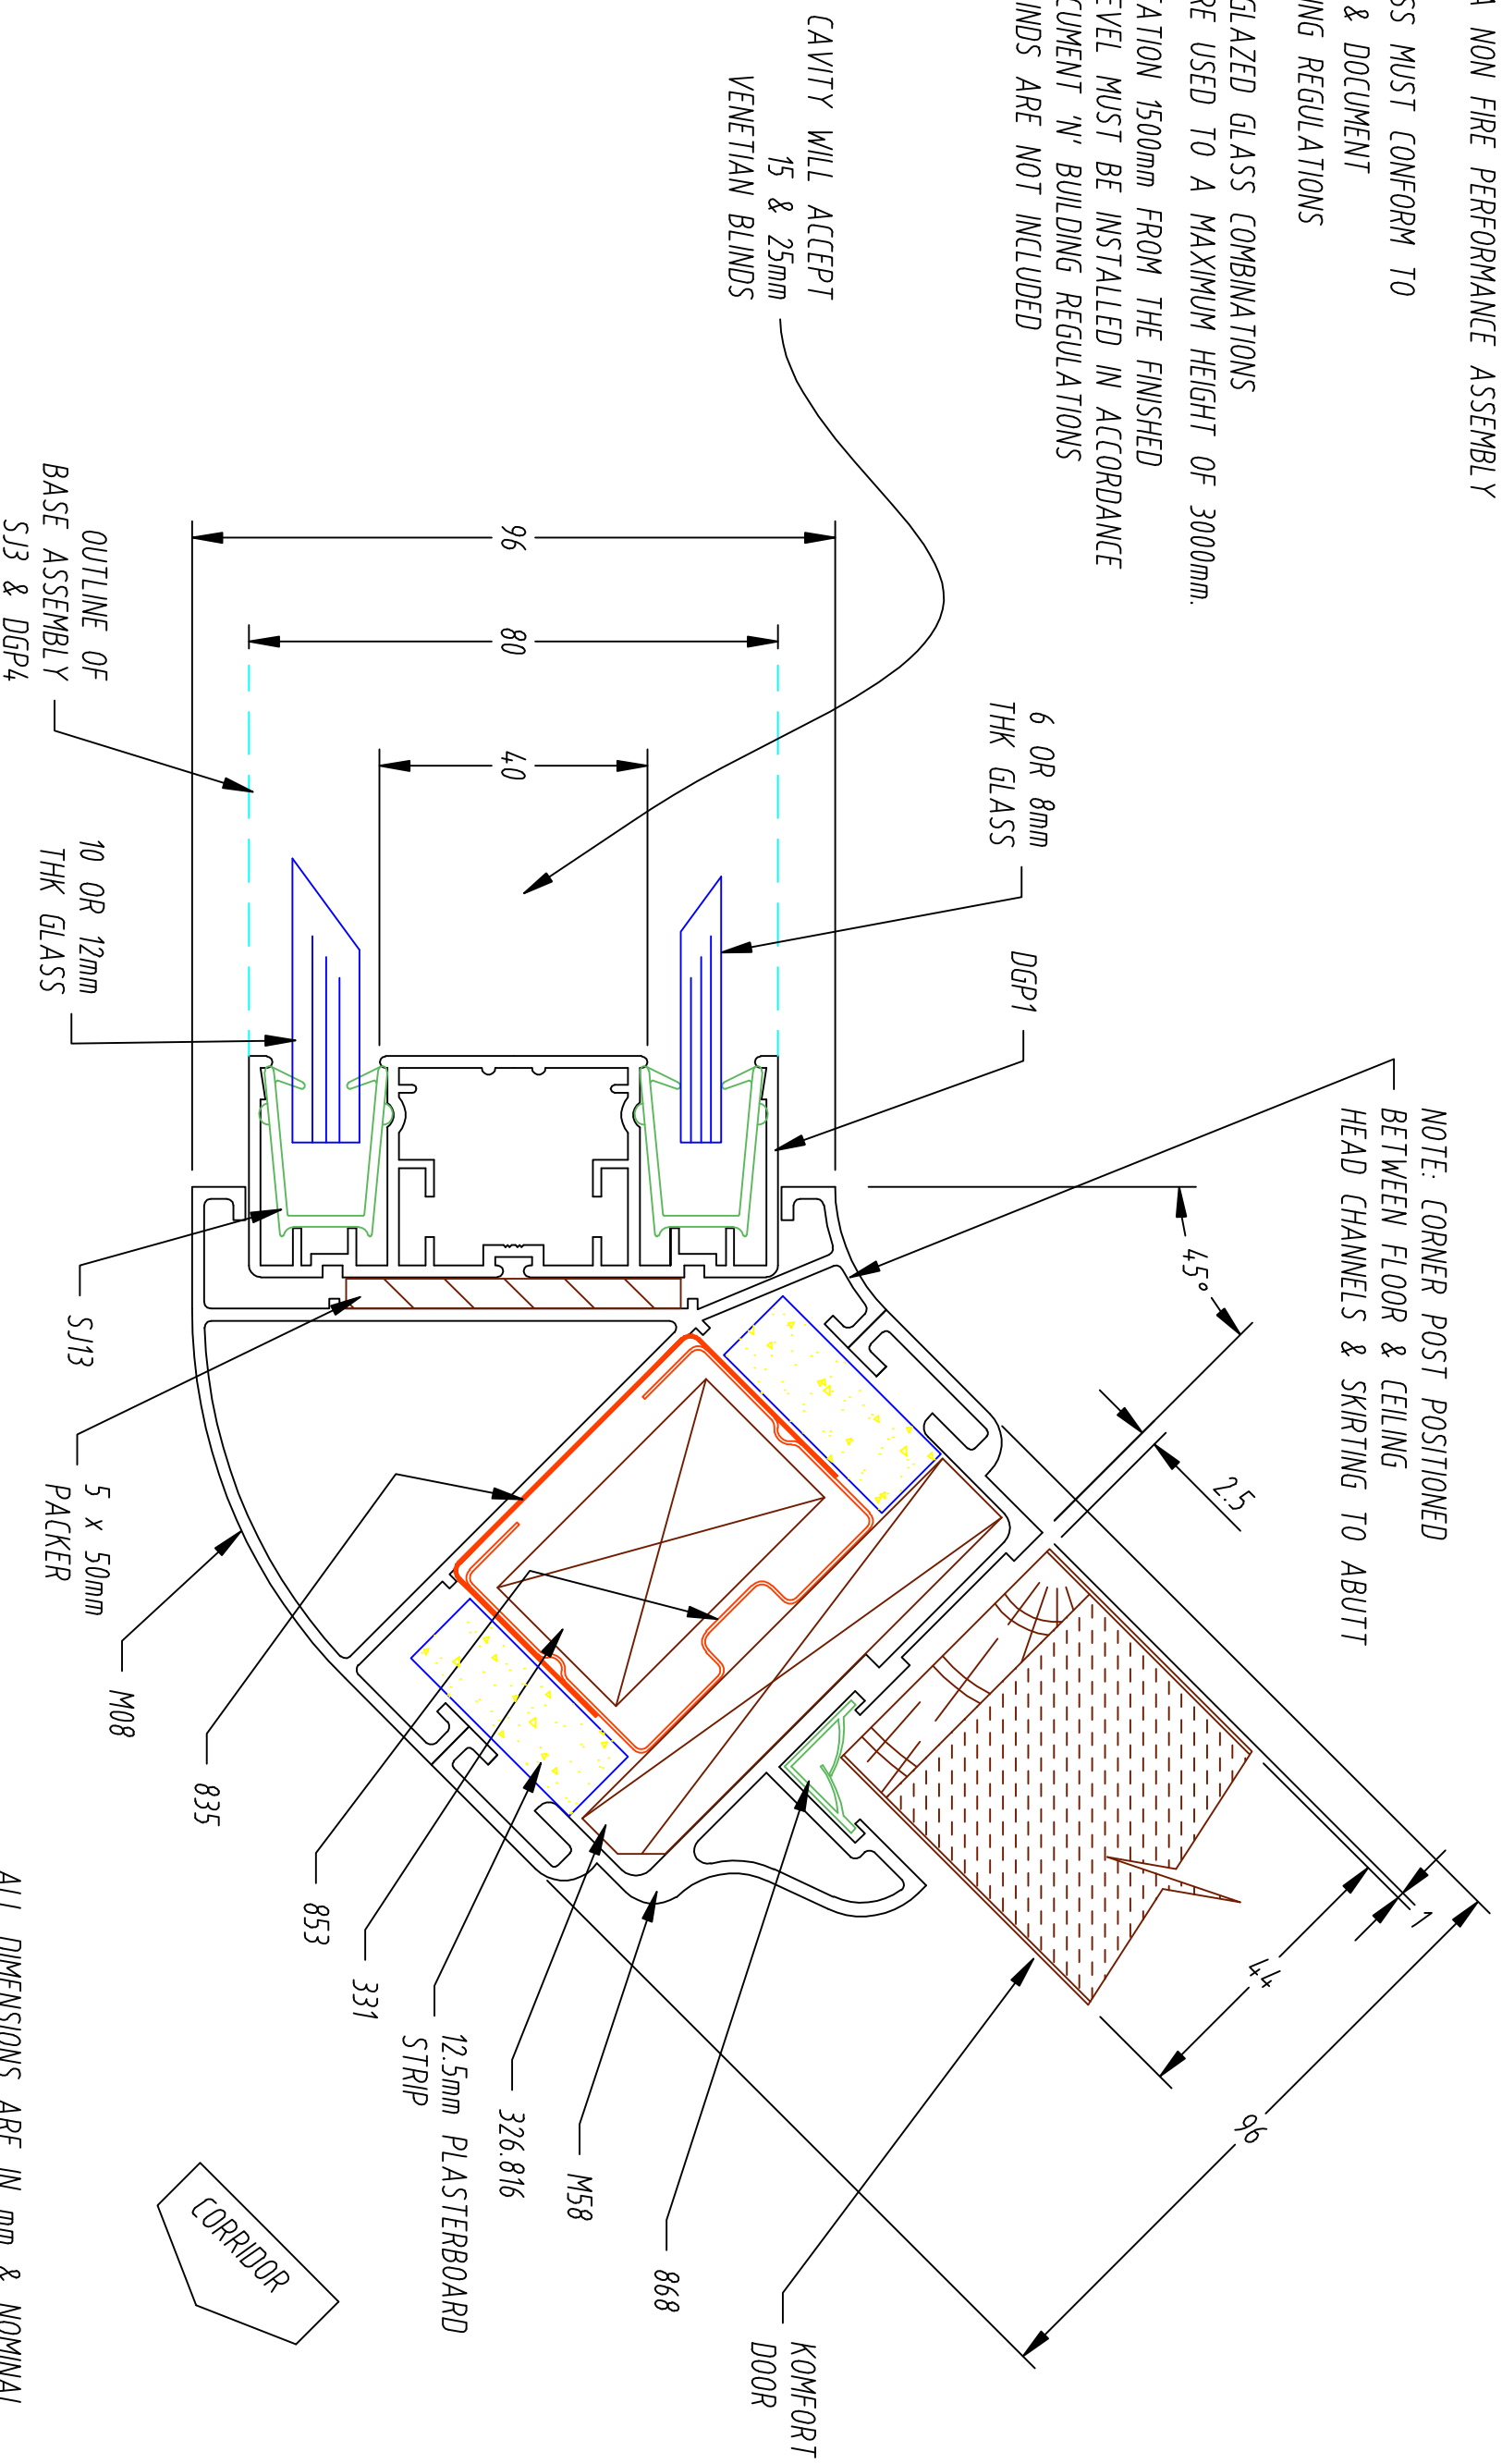 A NON FIRE PERFORMANCE ASSEMBLY
SS MUST CONFORM TO
& DOCUMENT
NG REGULATIONS
GLAZED GLASS COMBINATIONS
RE USED TO A MAXIMUM HEIGHT OF 3000mm.
TATION 1500mm FROM THE FINISHED
EVEL MUST BE INSTALLED IN ACCORDANCE
CUMENT 'N' BUILDING REGULATIONS
INDS ARE NOT INCLUDED
CAVITY WILL ACCEPT
15 & 25mm
VENETIAN BLINDS
NOTE: CORNER POST POSITIONED
BETWEEN FLOOR & CEILING
HEAD CHANNELS & SKIRTING TO ABUTT
6 OR 8mm
THK GLASS
DGP1
45°
2.5
1
44
96
96
80
40
OUTLINE OF
BASE ASSEMBLY
SJ3 & DGP4
10 OR 12mm
THK GLASS
SJ13
5 x 50mm
PACKER
M08
835
853
331
12.5mm PLASTERBOARD
STRIP
326.816
M58
868
KOMFORT
DOOR
CORRIDOR
ALL DIMENSIONS ARE IN mm & NOMINAL